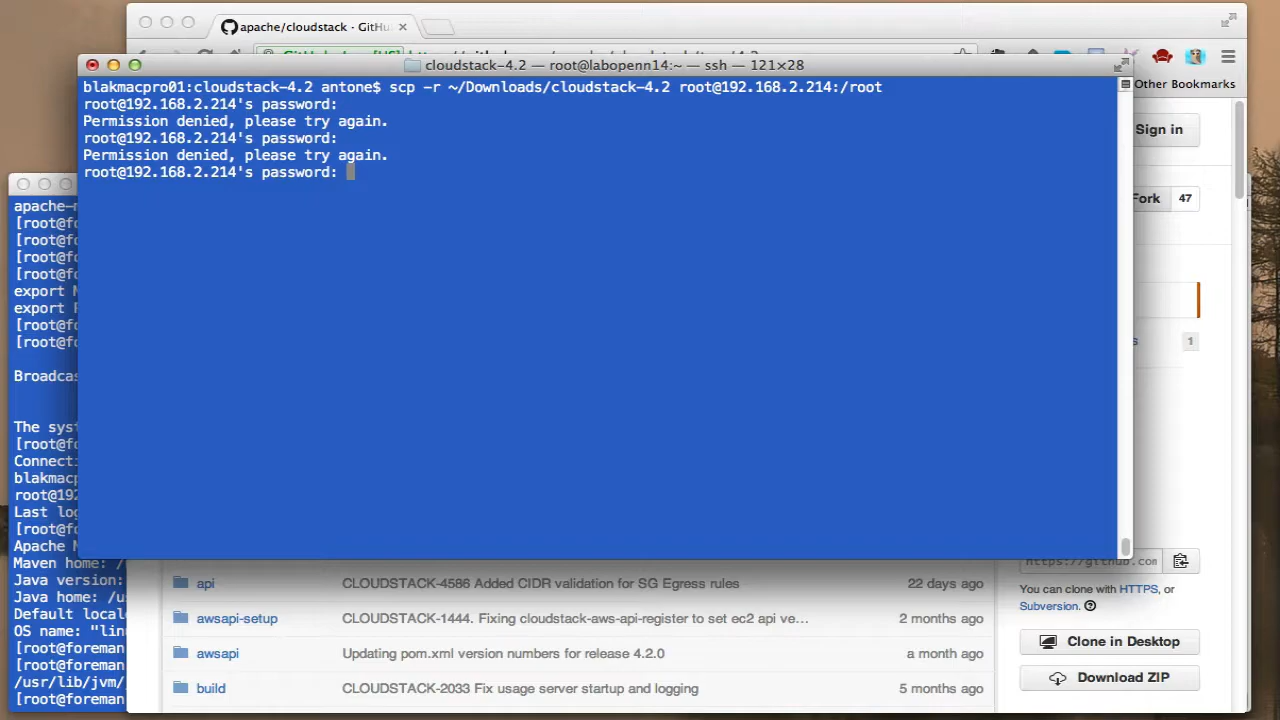 apache/cloudstack · GitHu
cloudstack-4.2 — root@labopenn14:~ — ssh — 121×28
blakmacpro01:cloudstack-4.2 antone$ scp -r ~/Downloads/cloudstack-4.2 root@192.168.2.214:/root
root@192.168.2.214's password:
Permission denied, please try again.
root@192.168.2.214's password:
Permission denied, please try again.
root@192.168.2.214's password:
Other Bookmarks
Sign in
Fork 47
1
apache-
[root@fo
[root@fo
[root@fo
[root@fo
export
export
[root@fo
[root@fo
Broadcas
The syst
[root@fo
Connecti
blakmacp
root@192
Last log
[root@fo
Apache
Maven home: /
Java version:
Java home: /us
Default locale
OS name: "linu
[root@foreman
[root@foreman
/usr/lib/jvm/
[root@foreman
https://github.com
You can clone with HTTPS, or
Subversion.
Clone in Desktop
Download ZIP
api CLOUDSTACK-4586 Added CIDR validation for SG Egress rules 22 days ago
awsapi-setup CLOUDSTACK-1444. Fixing cloudstack-aws-api-register to set ec2 api ve… 2 months ago
awsapi Updating pom.xml version numbers for release 4.2.0 a month ago
build CLOUDSTACK-2033 Fix usage server startup and logging 5 months ago